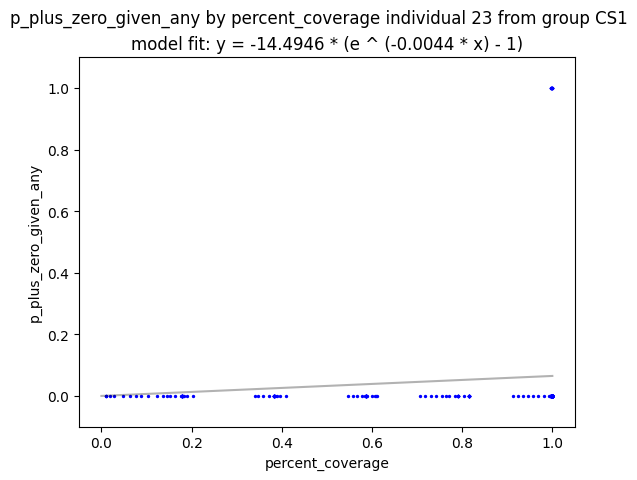 p_plus_zero_given_any by percent_coverage individual 23 from group CS1
model fit: y = -14.4946 * (e ^ (-0.0044 * x) - 1)
1.0
0.8
0.6
0.4
0.2
0.0
p_plus_zero_given_any
0.0 0.2 0.4 0.6 0.8 1.0
percent_coverage